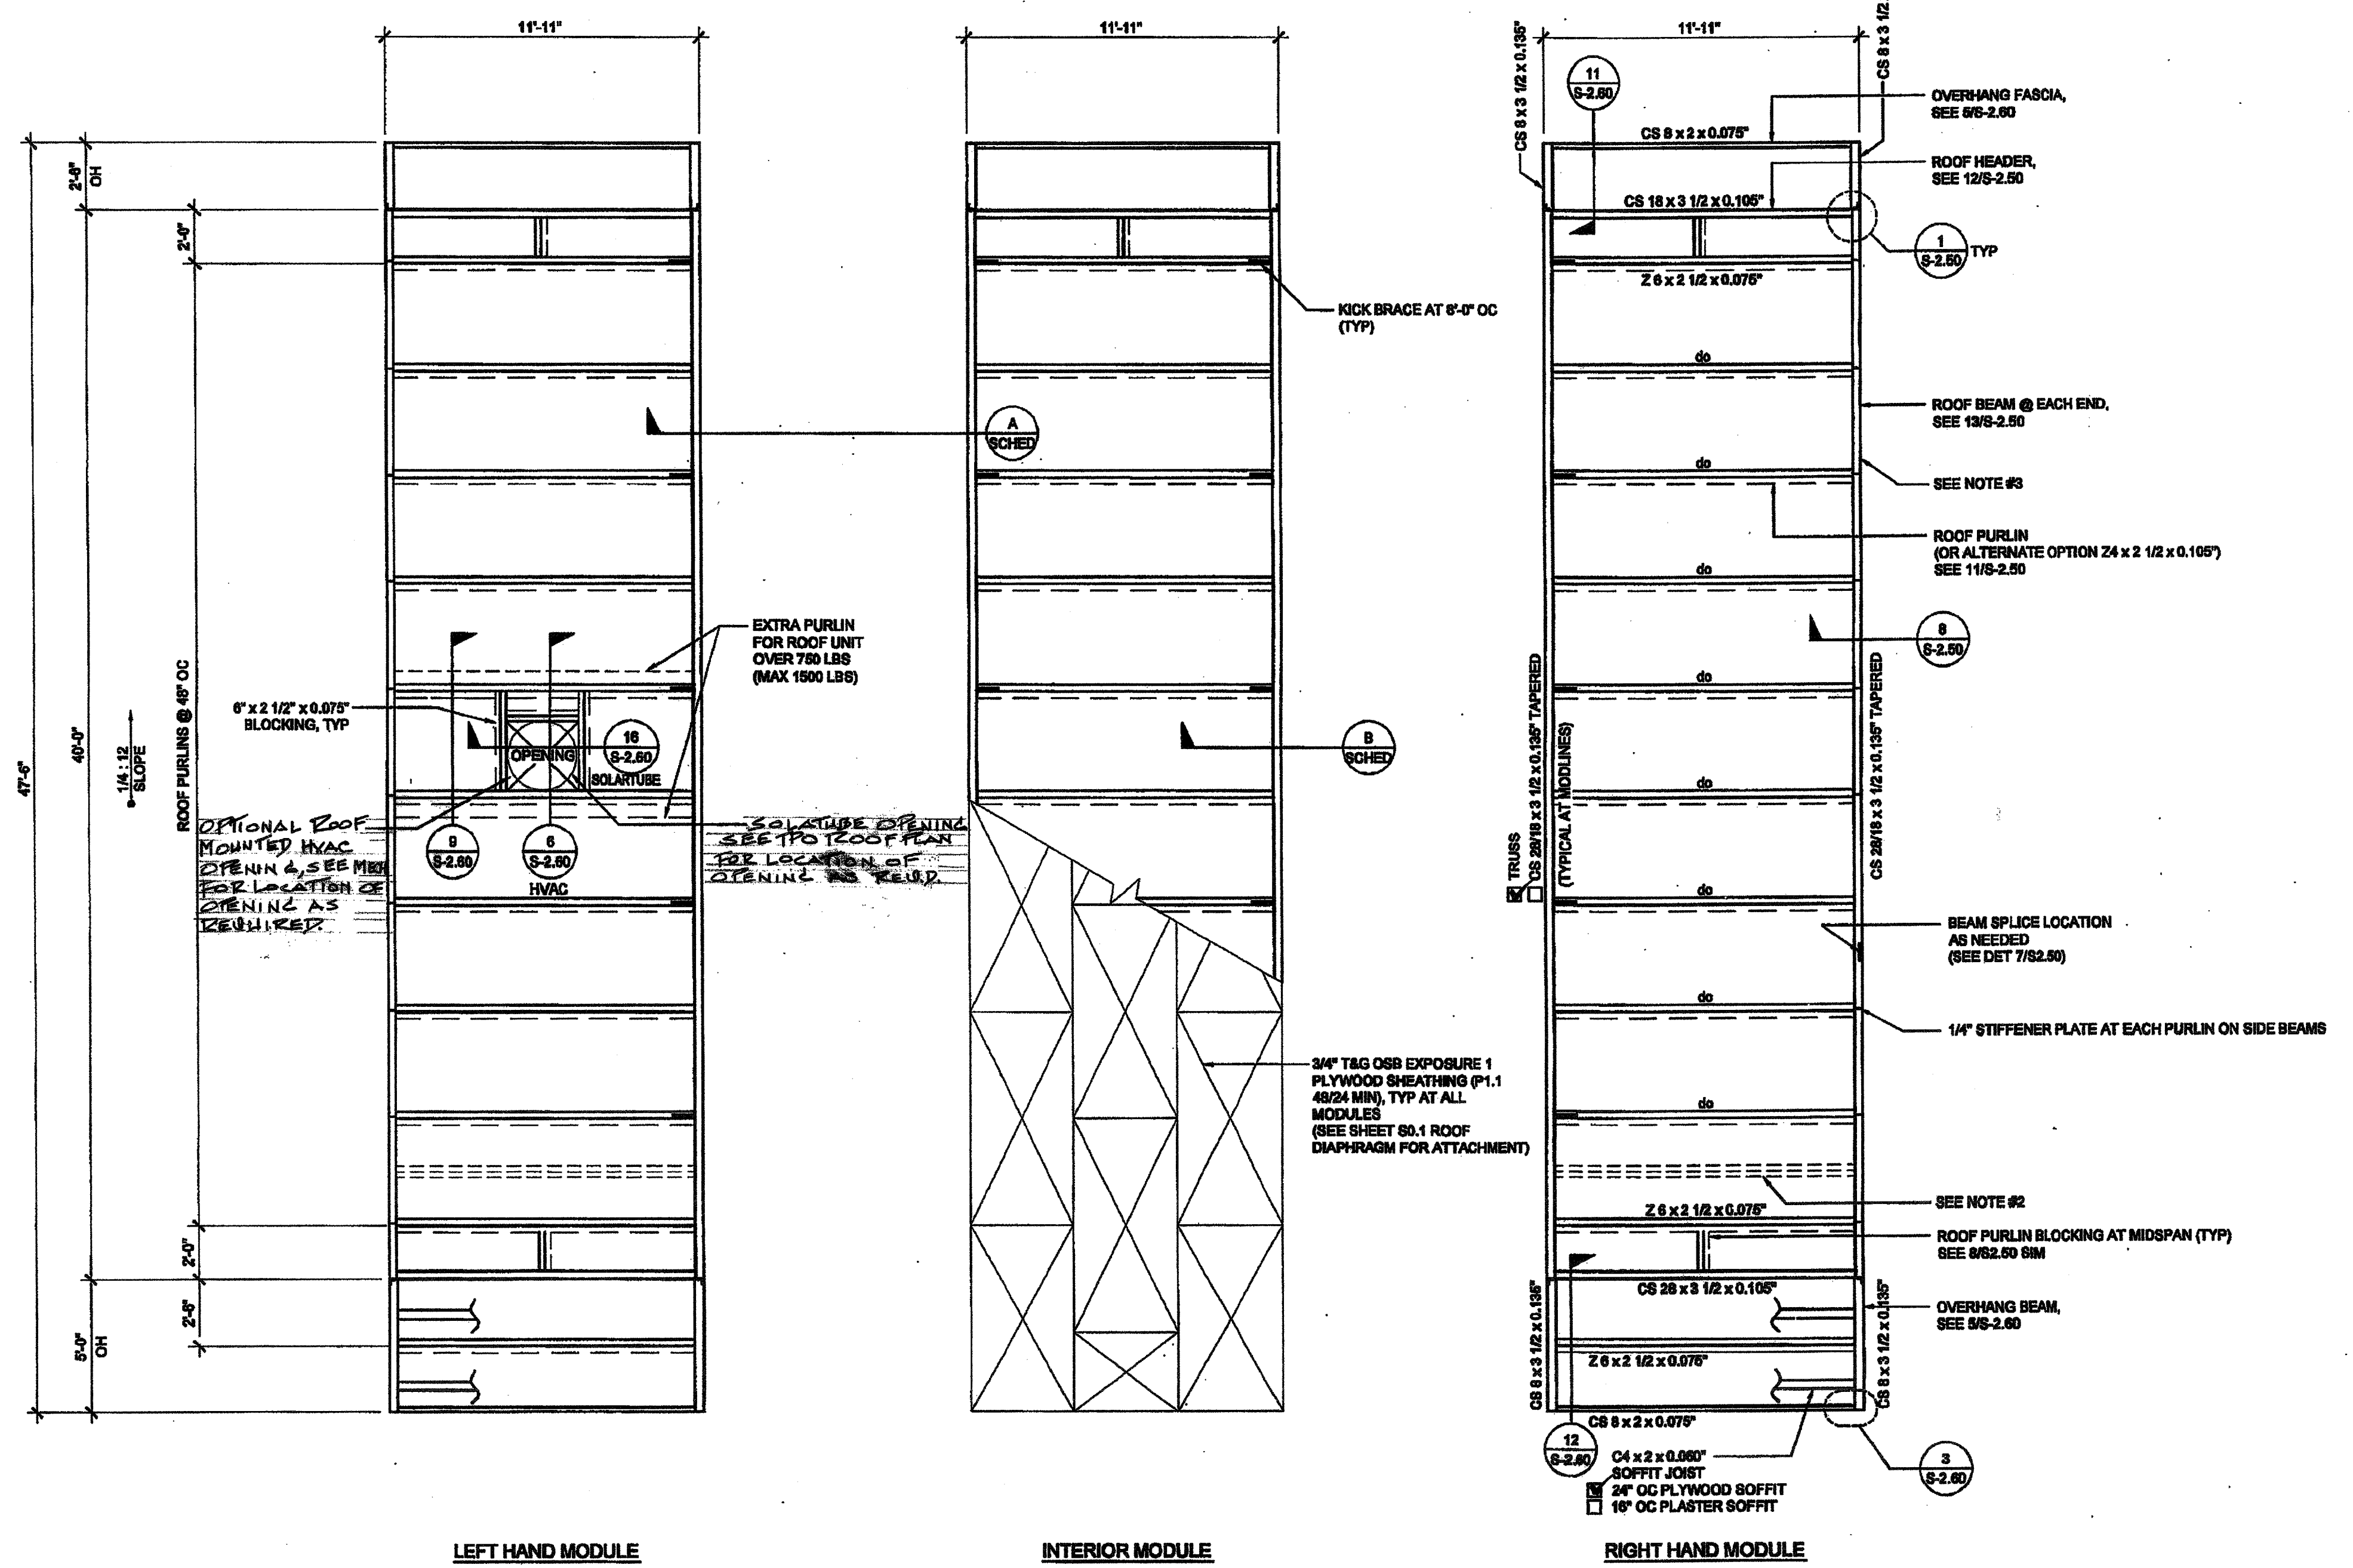 11'-11"
11'-11"
11'-11"
CS 8 x 3 1/2 x 0.135"
CS 8 x 3 1/2
11
S-2.60
OVERHANG FASCIA,
SEE 5/S-2.60
CS 8 x 2 x 0.075"
ROOF HEADER,
SEE 12/S-2.50
CS 18 x 3 1/2 x 0.105"
2'-6"
OH
2'-0"
1
S-2.50
TYP
Z 6 x 2 1/2 x 0.075"
KICK BRACE AT 8'-0" OC
(TYP)
do
ROOF BEAM @ EACH END,
SEE 13/S-2.50
A
SCHED
do
SEE NOTE #3
ROOF PURLIN
(OR ALTERNATE OPTION Z4 x 2 1/2 x 0.105")
SEE 11/S-2.50
do
EXTRA PURLIN
FOR ROOF UNIT
OVER 750 LBS
(MAX 1500 LBS)
8
S-2.50
do
6" x 2 1/2" x 0.075"
BLOCKING, TYP
16
S-2.60
OPENING
SOLARTUBE
B
SCHED
47'-6"
40'-0"
1/4 : 12
SLOPE
ROOF PURLINS @ 48" OC
TRUSS
CS 28/18 x 3 1/2 x 0.135" TAPERED
(TYPICAL AT MODLINES)
CS 28/18 x 3 1/2 x 0.135" TAPERED
do
OPTIONAL ROOF
MOUNTED HVAC
OPENING, SEE MECH
FOR LOCATION OF
OPENING AS
REQUIRED.
9
S-2.60
6
S-2.60
HVAC
SOLATUBE OPENING
SEE TPO ROOF PLAN
FOR LOCATION OF
OPENING AS REQ.D.
do
BEAM SPLICE LOCATION
AS NEEDED
(SEE DET 7/S2.50)
do
1/4" STIFFENER PLATE AT EACH PURLIN ON SIDE BEAMS
3/4" T&G OSB EXPOSURE 1
PLYWOOD SHEATHING (P1.1
48/24 MIN), TYP AT ALL
MODULES
(SEE SHEET S0.1 ROOF
DIAPHRAGM FOR ATTACHMENT)
do
SEE NOTE #2
Z 6 x 2 1/2 x 0.075"
ROOF PURLIN BLOCKING AT MIDSPAN (TYP)
SEE 8/S2.50 SIM
2'-0"
2'-6"
5'-0"
OH
CS 28 x 3 1/2 x 0.105"
CS 8 x 3 1/2 x 0.135"
CS 8 x 3 1/2 x 0.135"
OVERHANG BEAM,
SEE 5/S-2.60
Z 6 x 2 1/2 x 0.075"
CS 8 x 2 x 0.075"
12
S-2.60
C4 x 2 x 0.060"
SOFFIT JOIST
24" OC PLYWOOD SOFFIT
16" OC PLASTER SOFFIT
3
S-2.60
LEFT HAND MODULE
INTERIOR MODULE
RIGHT HAND MODULE